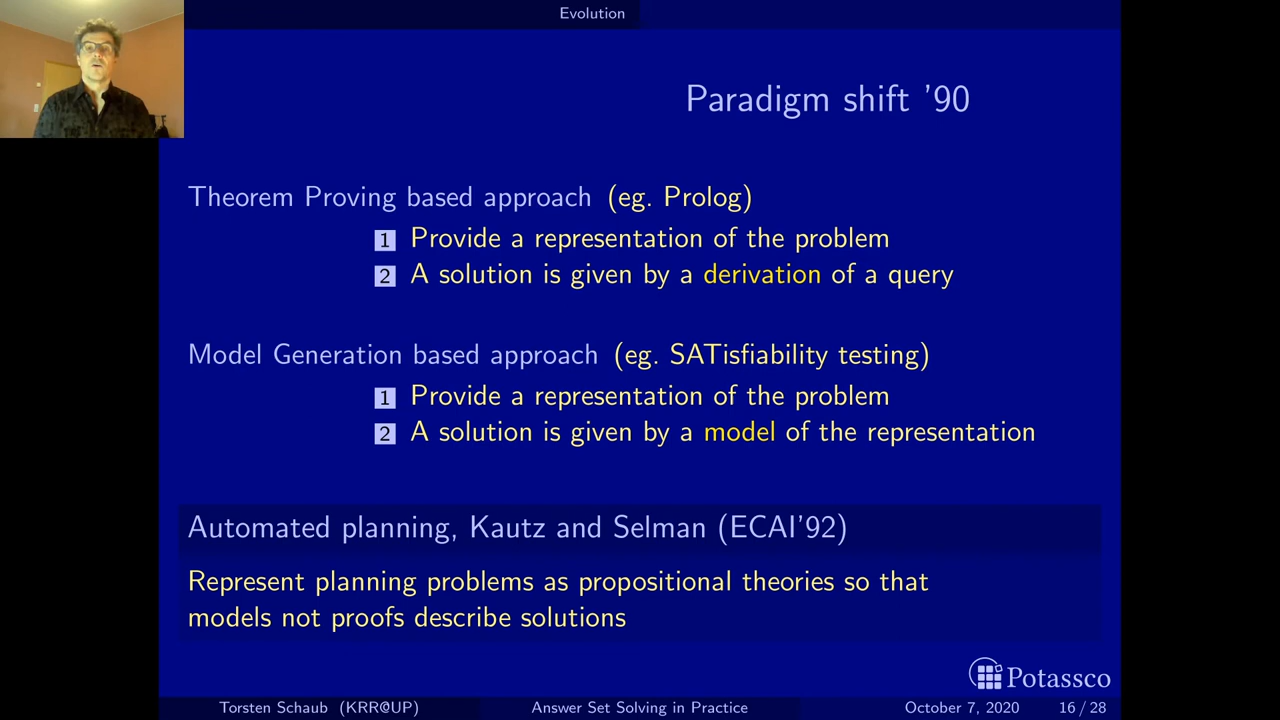 Evolution
Paradigm shift ’90
Theorem Proving based approach (eg. Prolog)
1 Provide a representation of the problem
2 A solution is given by a derivation of a query
Model Generation based approach (eg. SATisfiability testing)
1 Provide a representation of the problem
2 A solution is given by a model of the representation
Automated planning, Kautz and Selman (ECAI’92)
Represent planning problems as propositional theories so that
models not proofs describe solutions
Potassco
Torsten Schaub (KRR@UP) Answer Set Solving in Practice October 7, 2020 16 / 28